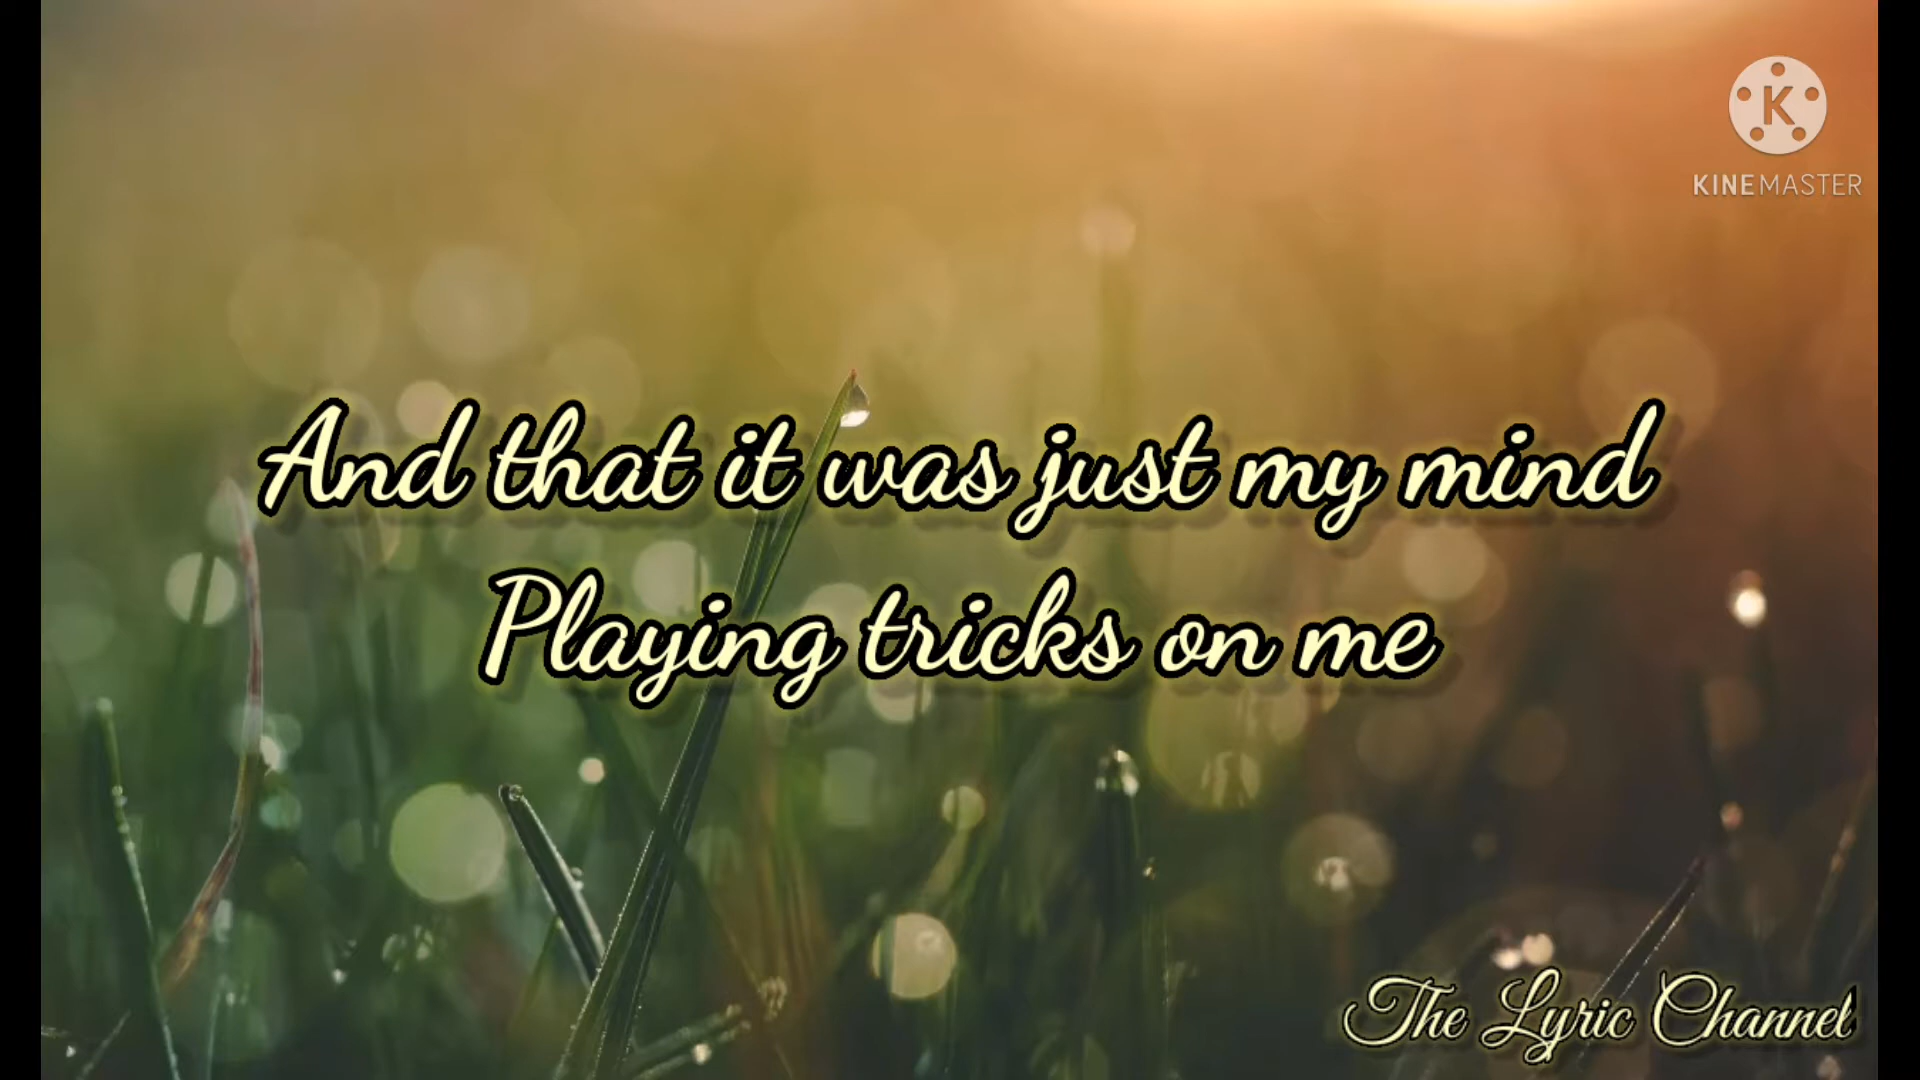 K
KINEMASTER
And that it was just my mind
Playing tricks on me
The Lyric Channel